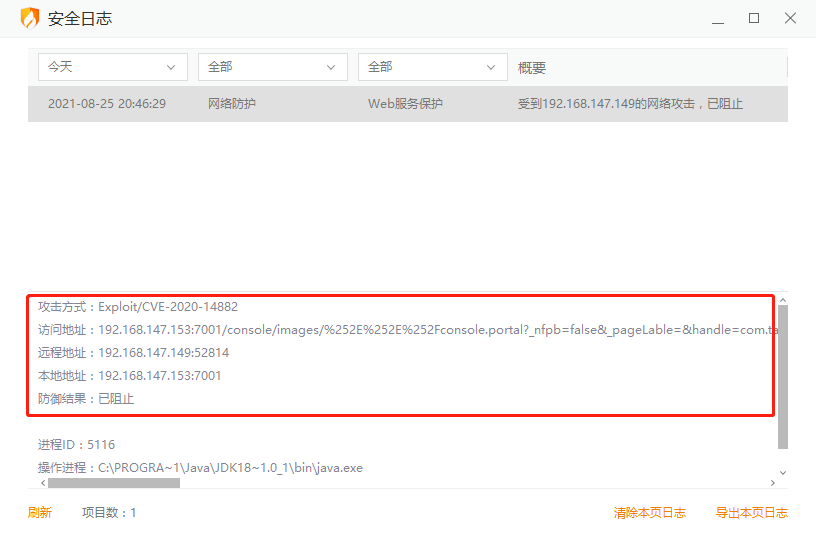 安全日志
今天 全部 全部 概要
2021-08-25 20:46:29 网络防护 Web服务保护 受到192.168.147.149的网络攻击，已阻止
攻击方式：Exploit/CVE-2020-14882
访问地址：192.168.147.153:7001/console/images/%252E%252E%252Fconsole.portal?_nfpb=false&_pageLable=&handle=com.ta
远程地址：192.168.147.149:52814
本地地址：192.168.147.153:7001
防御结果：已阻止
进程ID：5116
操作进程：C:\PROGRA~1\Java\JDK18~1.0_1\bin\java.exe
刷新 项目数：1 清除本页日志 导出本页日志